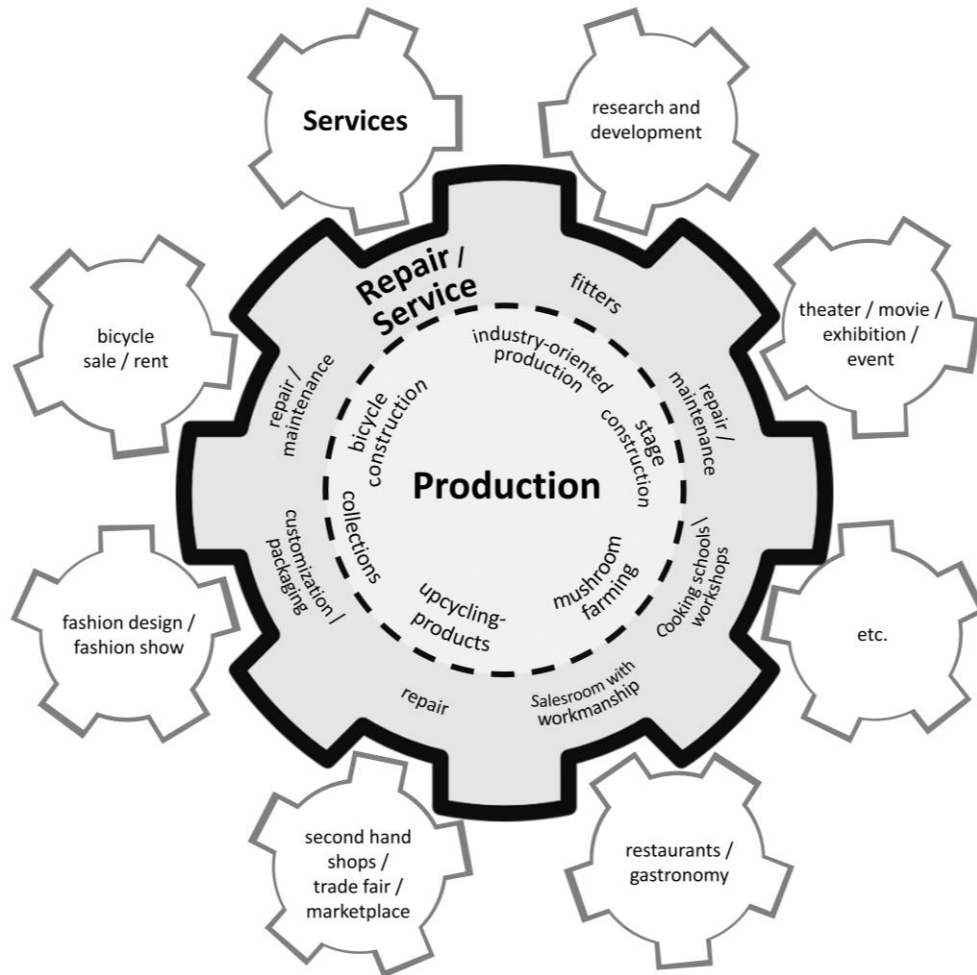 Services
research and
development
Repair /
Service
fitters
bicycle
sale / rent
theater / movie /
exhibition /
event
industry-oriented
production
repair /
maintenance
bicycle
construction
stage
construction
repair /
maintenance
Production
collections
customization /
packaging
mushroom
farming
Cooking schools /
workshops
upcycling-
products
fashion design /
fashion show
etc.
repair
Salesroom with
workmanship
second hand
shops /
trade fair /
marketplace
restaurants /
gastronomy